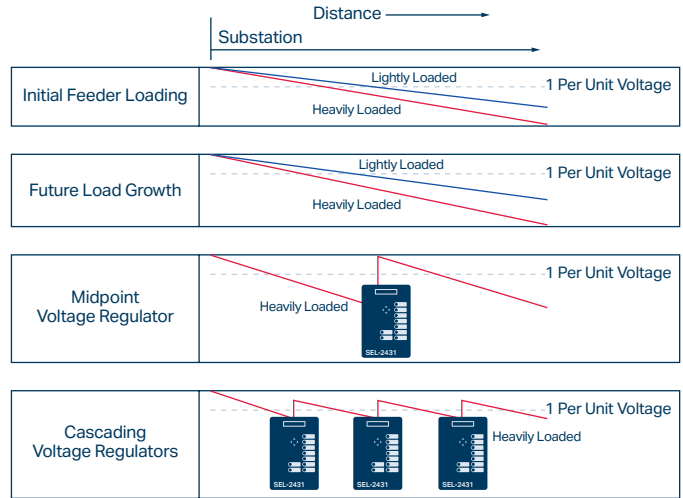 Distance
Substation
Initial Feeder Loading
Lightly Loaded
1 Per Unit Voltage
Heavily Loaded
Future Load Growth
Lightly Loaded
1 Per Unit Voltage
Heavily Loaded
Midpoint
Voltage Regulator
1 Per Unit Voltage
Heavily Loaded
SEL-2431
Cascading
Voltage Regulators
1 Per Unit Voltage
Heavily Loaded
SEL-2431
SEL-2431
SEL-2431